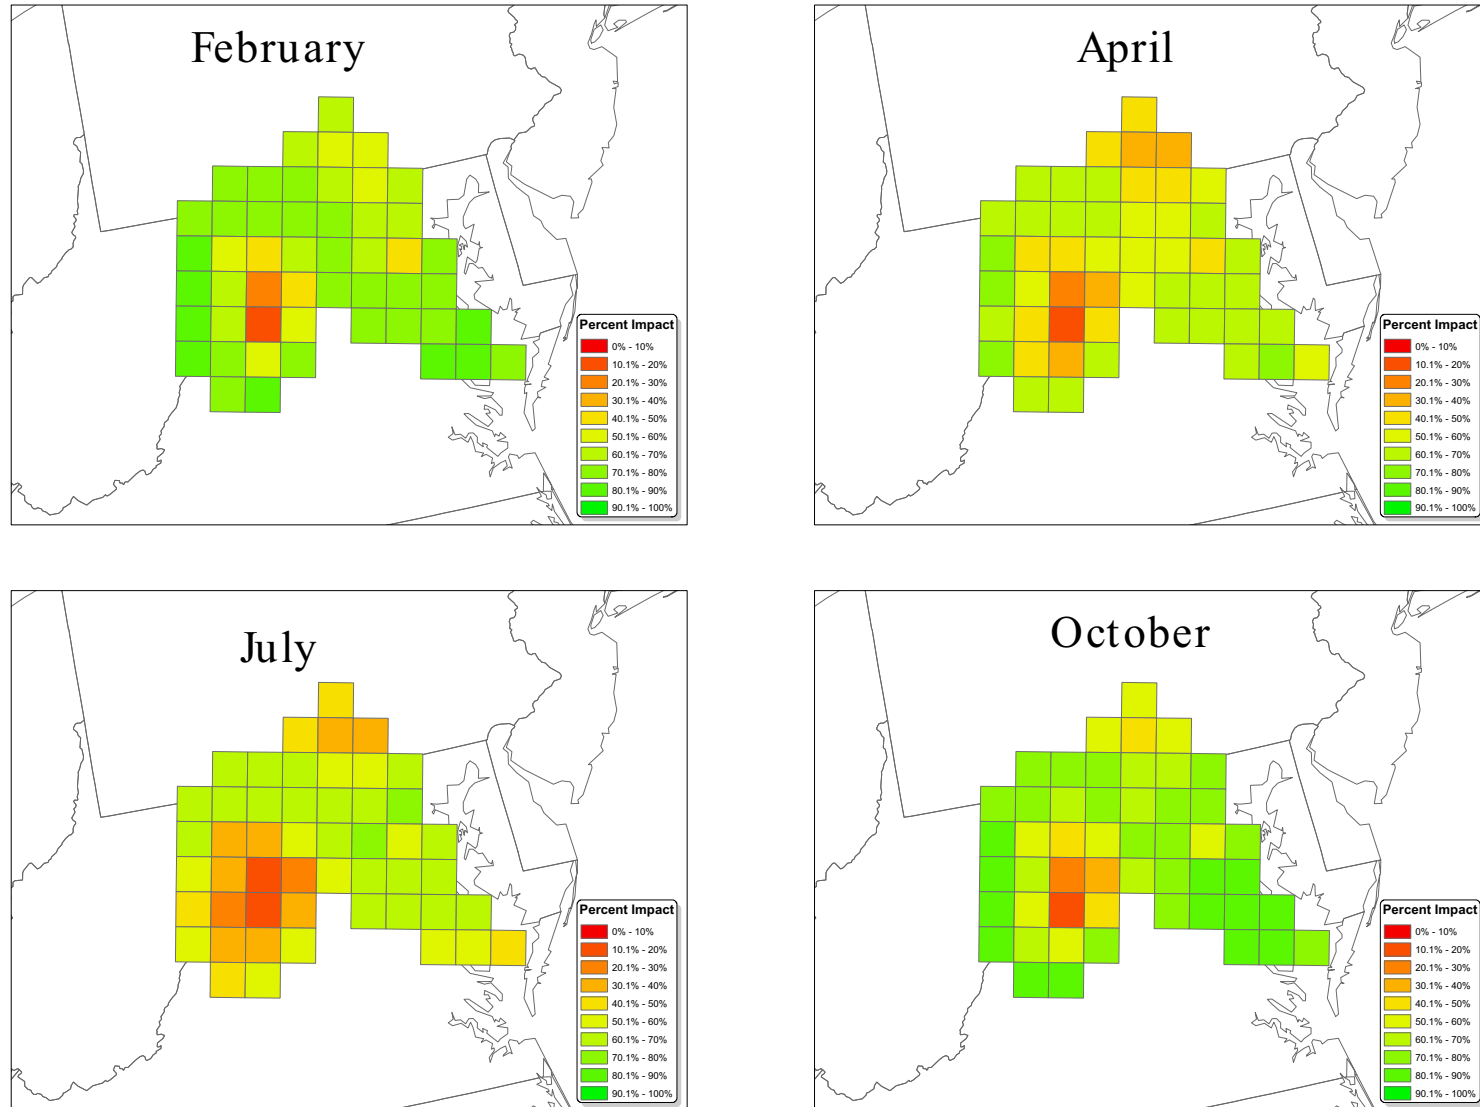 February
Percent Impact
0% - 10%
10.1% - 20%
20.1% - 30%
30.1% - 40%
40.1% - 50%
50.1% - 60%
60.1% - 70%
70.1% - 80%
80.1% - 90%
90.1% - 100%
April
Percent Impact
0% - 10%
10.1% - 20%
20.1% - 30%
30.1% - 40%
40.1% - 50%
50.1% - 60%
60.1% - 70%
70.1% - 80%
80.1% - 90%
90.1% - 100%
July
Percent Impact
0% - 10%
10.1% - 20%
20.1% - 30%
30.1% - 40%
40.1% - 50%
50.1% - 60%
60.1% - 70%
70.1% - 80%
80.1% - 90%
90.1% - 100%
October
Percent Impact
0% - 10%
10.1% - 20%
20.1% - 30%
30.1% - 40%
40.1% - 50%
50.1% - 60%
60.1% - 70%
70.1% - 80%
80.1% - 90%
90.1% - 100%